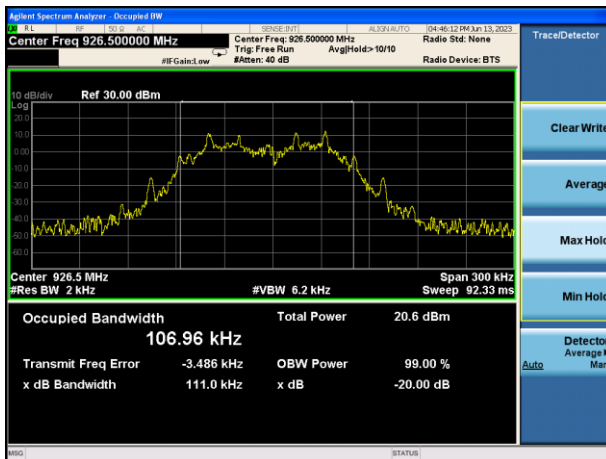 Agilent Spectrum Analyzer - Occupied BW
RL RF 50 Ω AC SENSE:INT ALIGN AUTO 04:46:12 PM Jun 13, 2023
Center Freq 926.500000 MHz Center Freq: 926.500000 MHz Radio Std: None
Trig: Free Run Avg|Hold:>10/10
#IFGain:Low #Atten: 40 dB Radio Device: BTS
10 dB/div Ref 30.00 dBm
Log
20.0
10.0
0.00
-10.0
-20.0
-30.0
-40.0
-50.0
-60.0
Center 926.5 MHz Span 300 kHz
#Res BW 2 kHz #VBW 6.2 kHz Sweep 92.33 ms
Occupied Bandwidth Total Power 20.6 dBm
106.96 kHz
Transmit Freq Error -3.486 kHz OBW Power 99.00 %
x dB Bandwidth 111.0 kHz x dB -20.00 dB
MSG STATUS
Trace/Detector
Clear Write
Average
Max Hold
Min Hold
Detector
Average
Auto Man